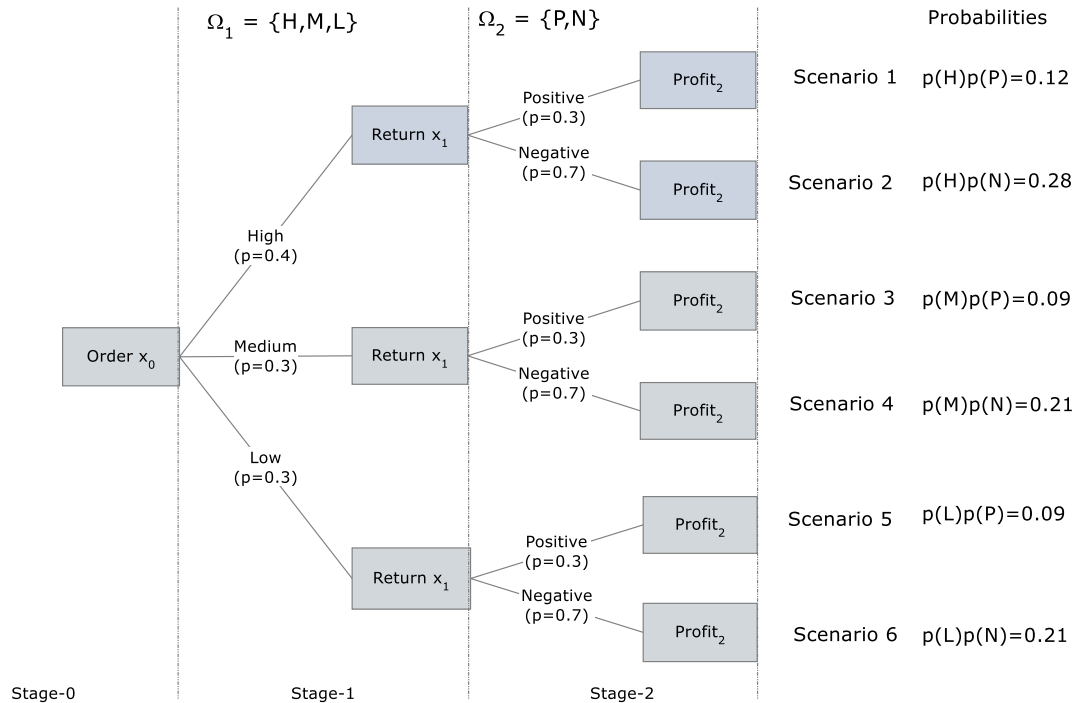 Ω1 = {H,M,L}
Ω2 = {P,N}
Probabilities
Profit2
Scenario 1
p(H)p(P)=0.12
Positive
(p=0.3)
Return x1
Negative
(p=0.7)
Profit2
Scenario 2
p(H)p(N)=0.28
High
(p=0.4)
Profit2
Scenario 3
p(M)p(P)=0.09
Positive
(p=0.3)
Order x0
Medium
(p=0.3)
Return x1
Negative
(p=0.7)
Profit2
Scenario 4
p(M)p(N)=0.21
Low
(p=0.3)
Profit2
Scenario 5
p(L)p(P)=0.09
Positive
(p=0.3)
Return x1
Negative
(p=0.7)
Profit2
Scenario 6
p(L)p(N)=0.21
Stage-0
Stage-1
Stage-2